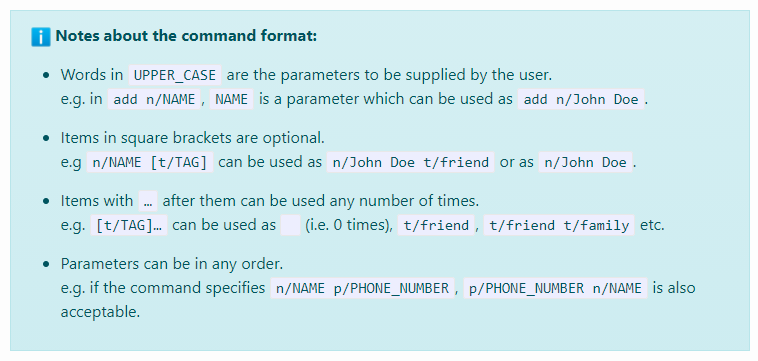 Notes about the command format:
• Words in UPPER_CASE are the parameters to be supplied by the user.
e.g. in add n/NAME, NAME is a parameter which can be used as add n/John Doe.
• Items in square brackets are optional.
e.g n/NAME [t/TAG] can be used as n/John Doe t/friend or as n/John Doe.
• Items with … after them can be used any number of times.
e.g. [t/TAG]… can be used as   (i.e. 0 times), t/friend, t/friend t/family etc.
• Parameters can be in any order.
e.g. if the command specifies n/NAME p/PHONE_NUMBER, p/PHONE_NUMBER n/NAME is also
acceptable.